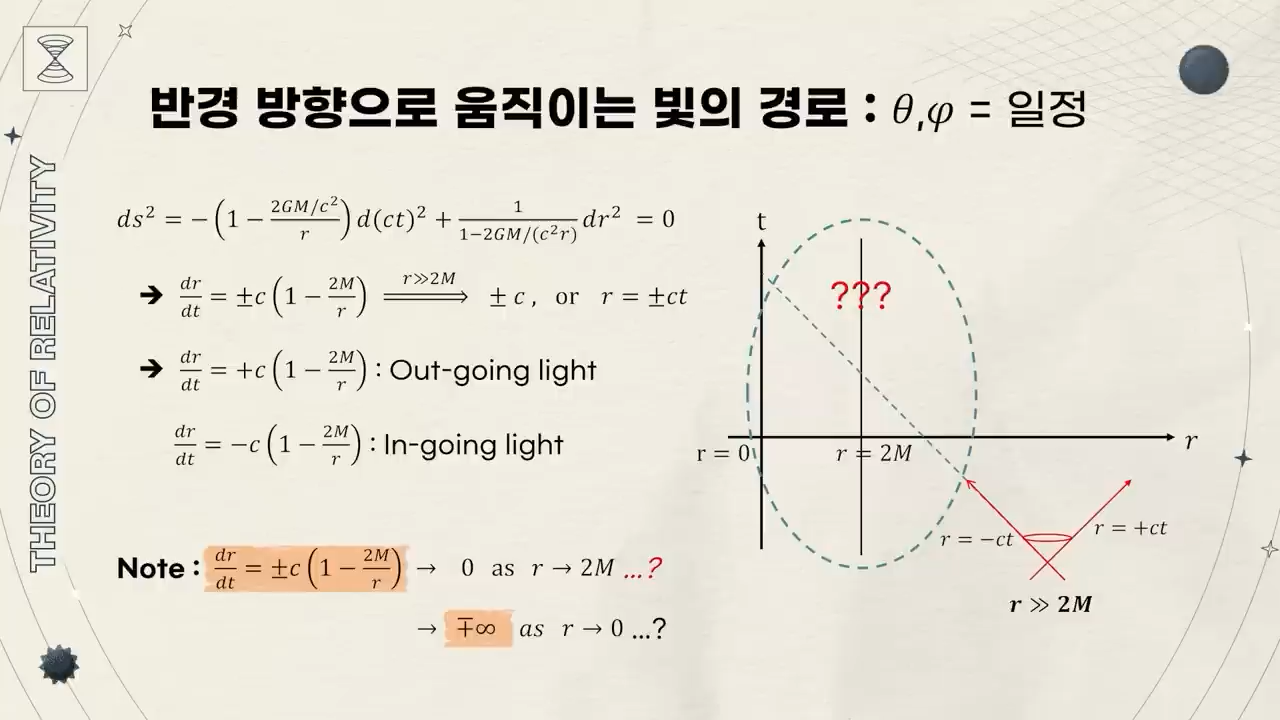 반경 방향으로 움직이는 빛의 경로 : θ,φ = 일정
THEORY OF RELATIVITY
ds² = −(1 − (2GM/c²)/r) d(ct)² + 1/(1−2GM/(c²r)) dr² = 0
➔ dr/dt = ±c (1 − 2M/r) ⟹ (r≫2M) ± c , or r = ±ct
➔ dr/dt = +c (1 − 2M/r) : Out-going light
dr/dt = −c (1 − 2M/r) : In-going light
Note : dr/dt = ±c (1 − 2M/r) → 0 as r → 2M ...?
→ ∓∞ as r → 0 ...?
t
???
r = 0
r = 2M
r
r = −ct
r = +ct
r ≫ 2M